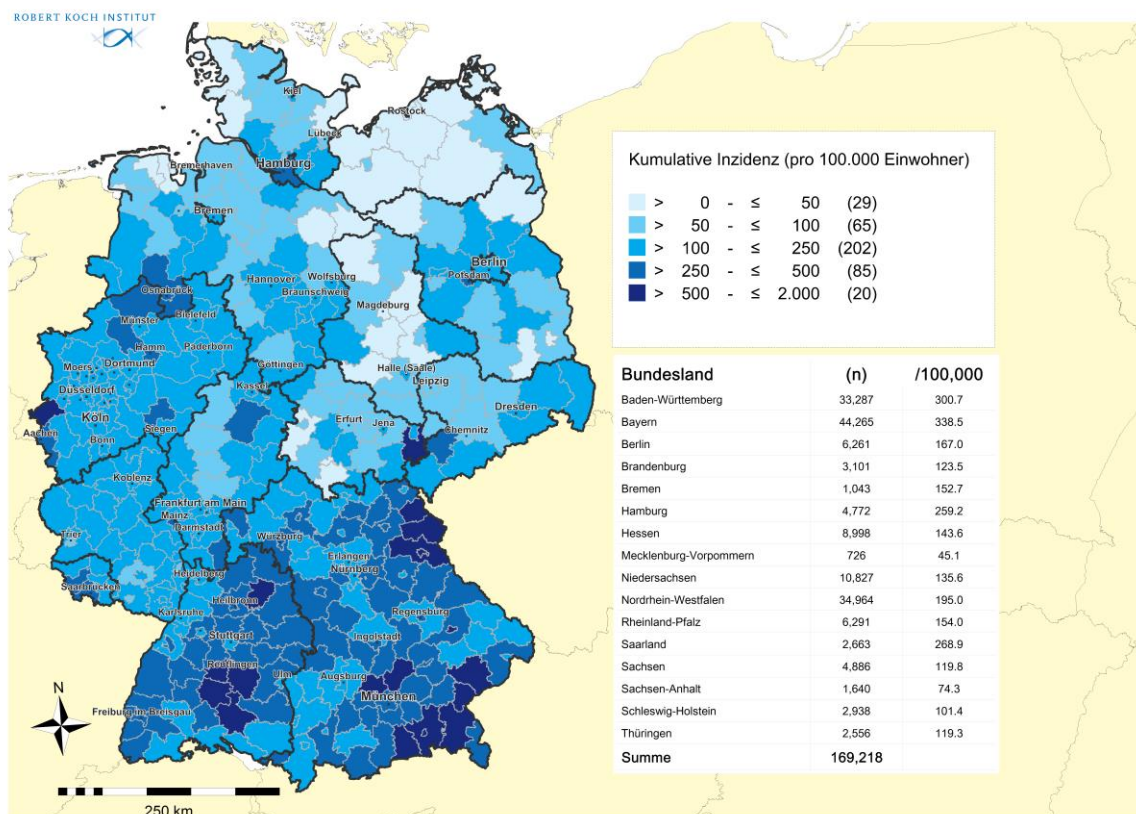 ROBERT KOCH INSTITUT
Kiel
Rostock
Lübeck
Bremerhaven
Hamburg
Bremen
Berlin
Hannover
Wolfsburg
Potsdam
Osnabrück
Braunschweig
Magdeburg
Münster
Bielefeld
Hamm
Paderborn
Moers
Dortmund
Göttingen
Halle (Saale)
Düsseldorf
Kassel
Leipzig
Köln
Erfurt
Jena
Dresden
Aachen
Siegen
Chemnitz
Bonn
Koblenz
Frankfurt am Main
Mainz
Trier
Darmstadt
Würzburg
Erlangen
Heidelberg
Nürnberg
Saarbrücken
Heilbronn
Karlsruhe
Regensburg
Stuttgart
Ingolstadt
Reutlingen
Ulm
Augsburg
München
Freiburg im Breisgau
N
250 km
Kumulative Inzidenz (pro 100.000 Einwohner)
> 0 - ≤ 50 (29)
> 50 - ≤ 100 (65)
> 100 - ≤ 250 (202)
> 250 - ≤ 500 (85)
> 500 - ≤ 2.000 (20)
Bundesland (n) /100,000
Baden-Württemberg 33,287 300.7
Bayern 44,265 338.5
Berlin 6,261 167.0
Brandenburg 3,101 123.5
Bremen 1,043 152.7
Hamburg 4,772 259.2
Hessen 8,998 143.6
Mecklenburg-Vorpommern 726 45.1
Niedersachsen 10,827 135.6
Nordrhein-Westfalen 34,964 195.0
Rheinland-Pfalz 6,291 154.0
Saarland 2,663 268.9
Sachsen 4,886 119.8
Sachsen-Anhalt 1,640 74.3
Schleswig-Holstein 2,938 101.4
Thüringen 2,556 119.3
Summe 169,218